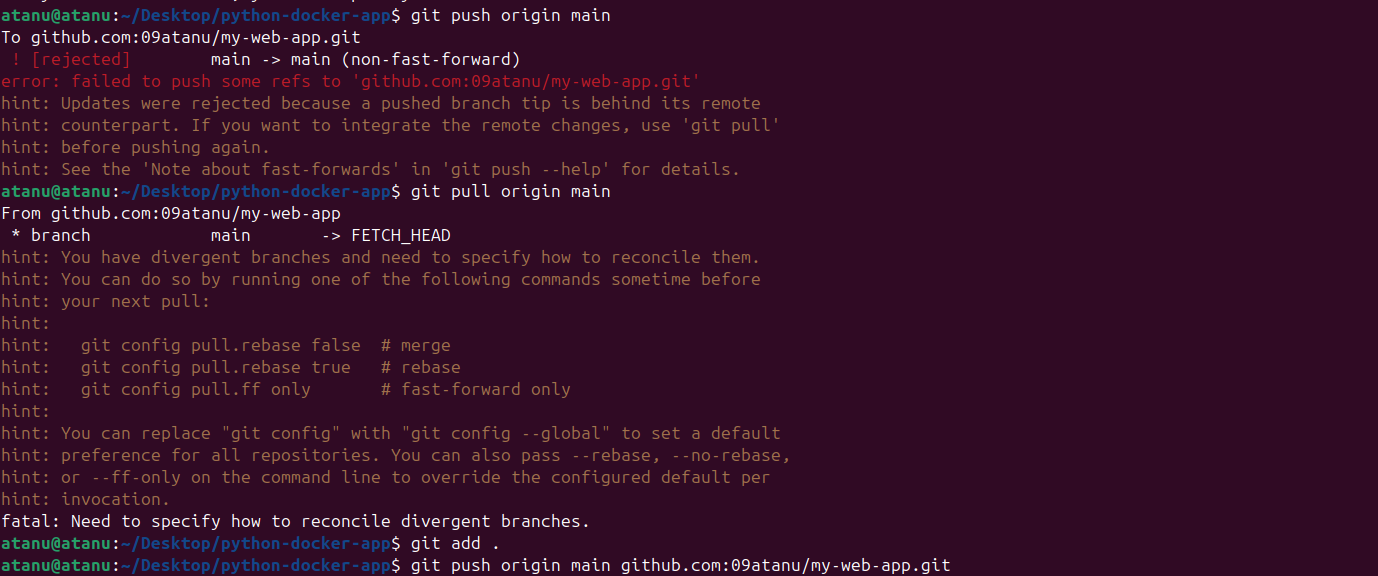 atanu@atanu:~/Desktop/python-docker-app$ git push origin main
To github.com:09atanu/my-web-app.git
 ! [rejected]        main -> main (non-fast-forward)
error: failed to push some refs to 'github.com:09atanu/my-web-app.git'
hint: Updates were rejected because a pushed branch tip is behind its remote
hint: counterpart. If you want to integrate the remote changes, use 'git pull'
hint: before pushing again.
hint: See the 'Note about fast-forwards' in 'git push --help' for details.
atanu@atanu:~/Desktop/python-docker-app$ git pull origin main
From github.com:09atanu/my-web-app
 * branch            main       -> FETCH_HEAD
hint: You have divergent branches and need to specify how to reconcile them.
hint: You can do so by running one of the following commands sometime before
hint: your next pull:
hint:
hint:   git config pull.rebase false  # merge
hint:   git config pull.rebase true   # rebase
hint:   git config pull.ff only       # fast-forward only
hint:
hint: You can replace "git config" with "git config --global" to set a default
hint: preference for all repositories. You can also pass --rebase, --no-rebase,
hint: or --ff-only on the command line to override the configured default per
hint: invocation.
fatal: Need to specify how to reconcile divergent branches.
atanu@atanu:~/Desktop/python-docker-app$ git add .
atanu@atanu:~/Desktop/python-docker-app$ git push origin main github.com:09atanu/my-web-app.git